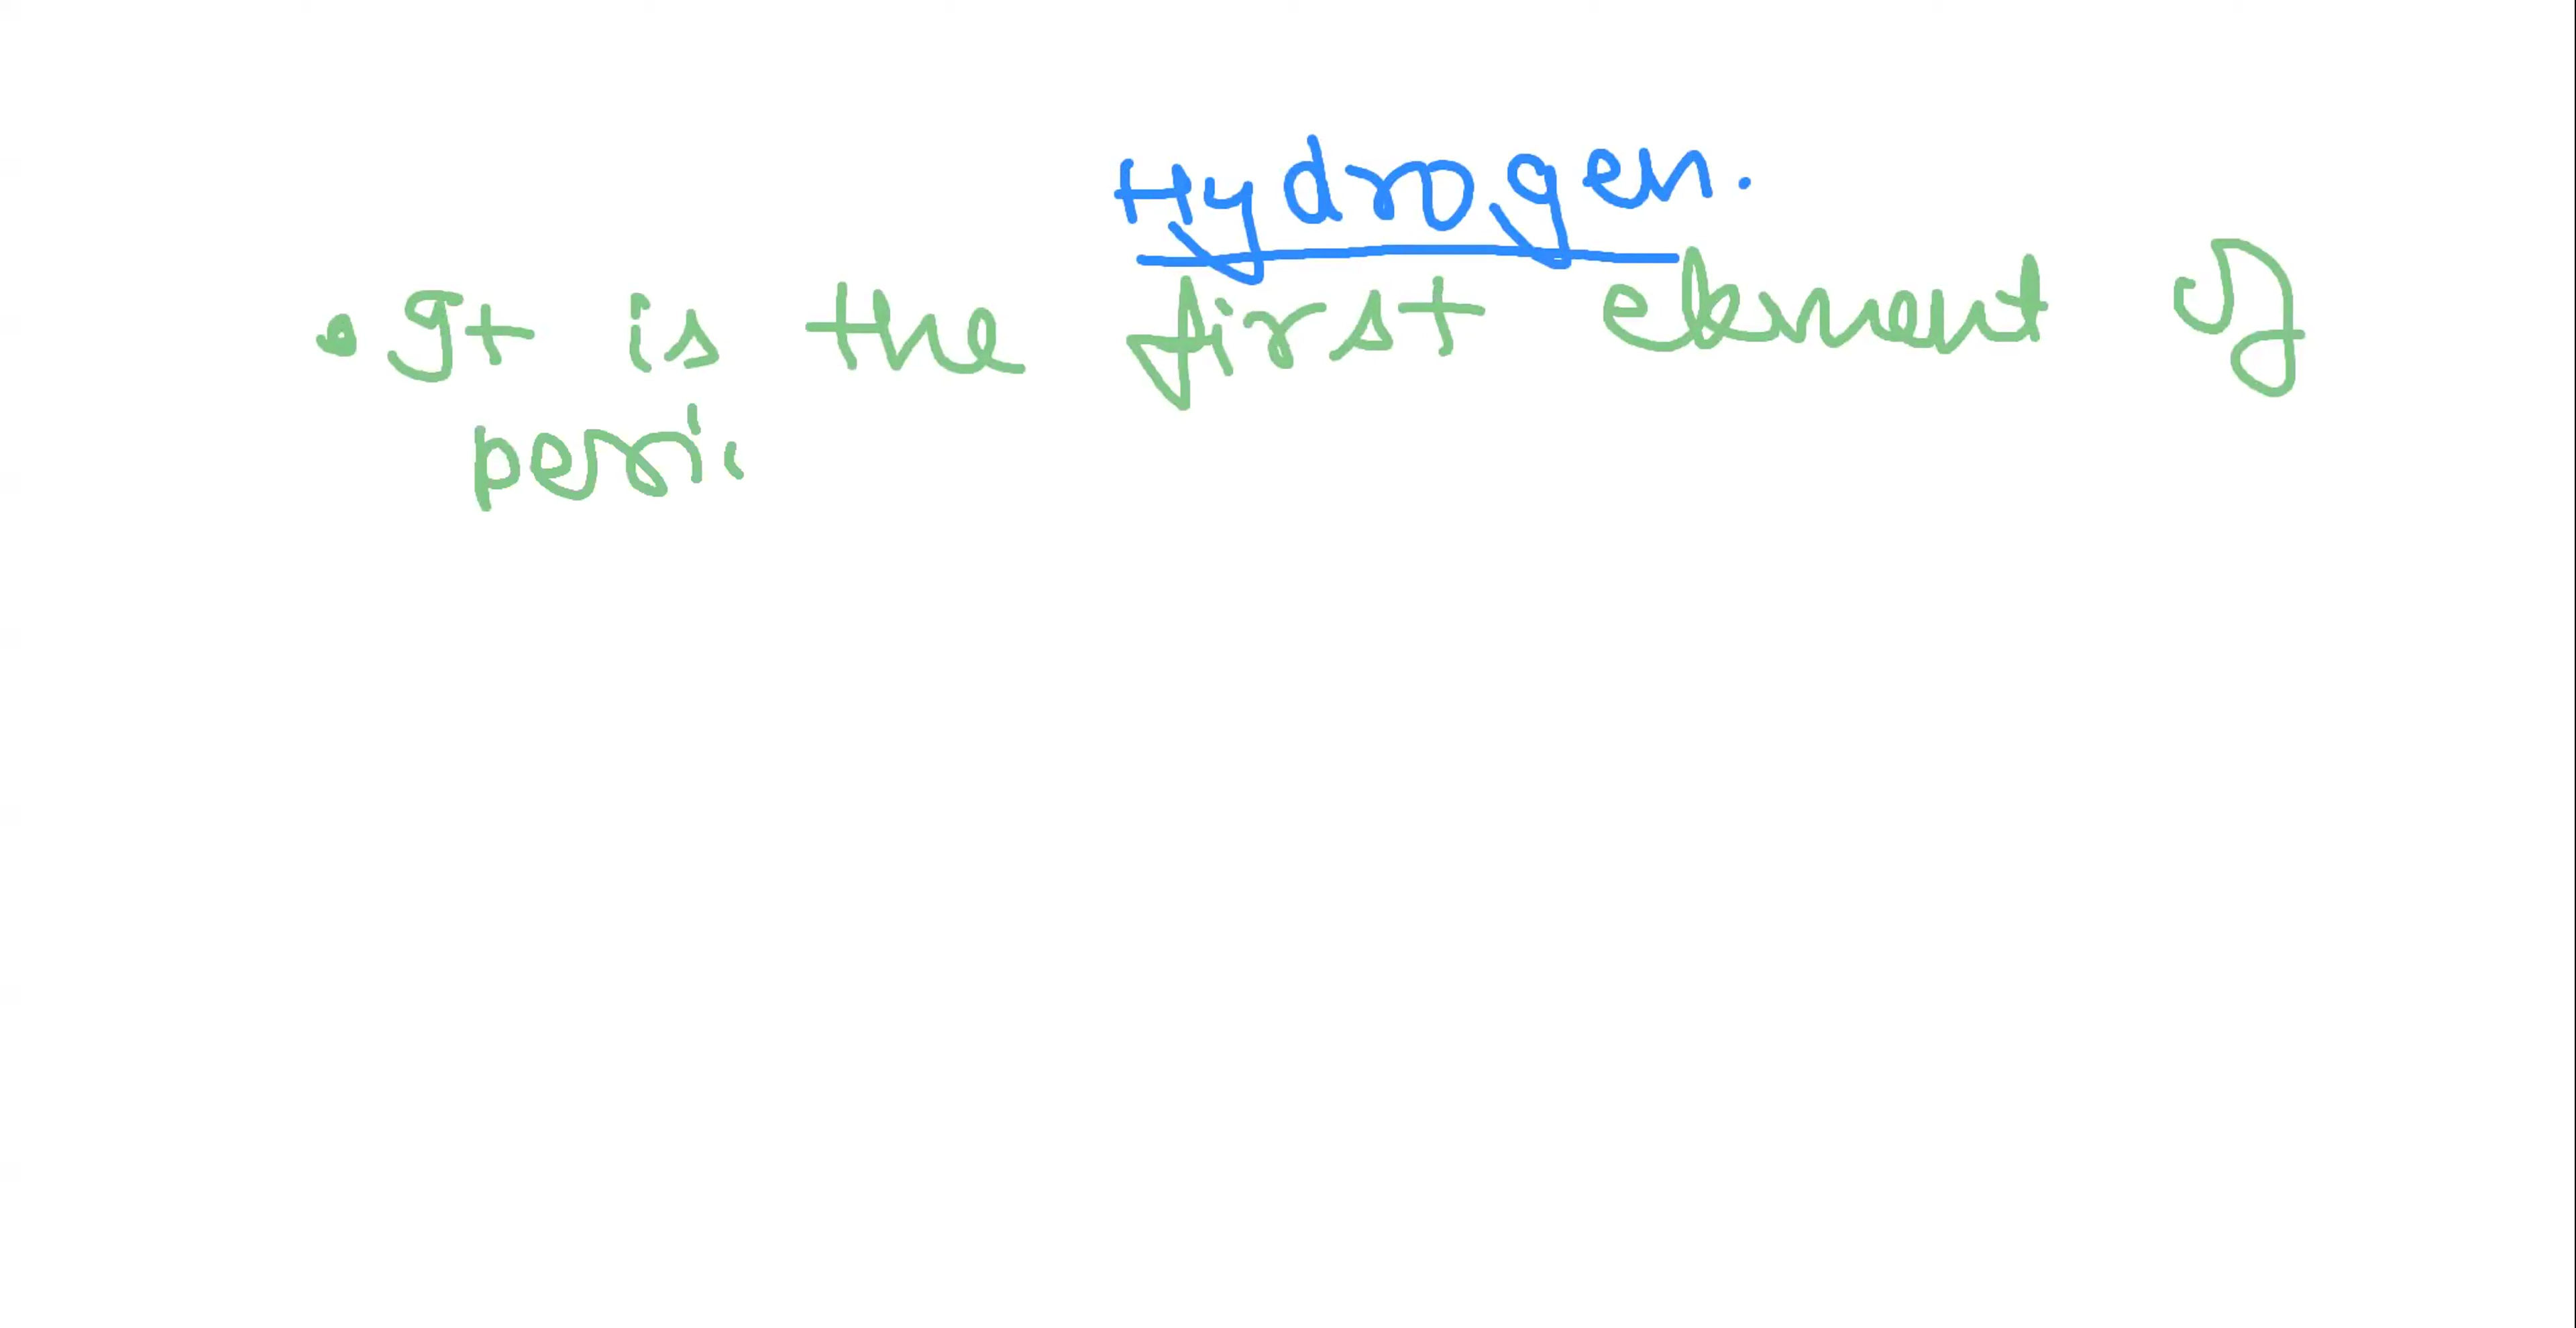 Hydrogen.
• It is the first element of
peri